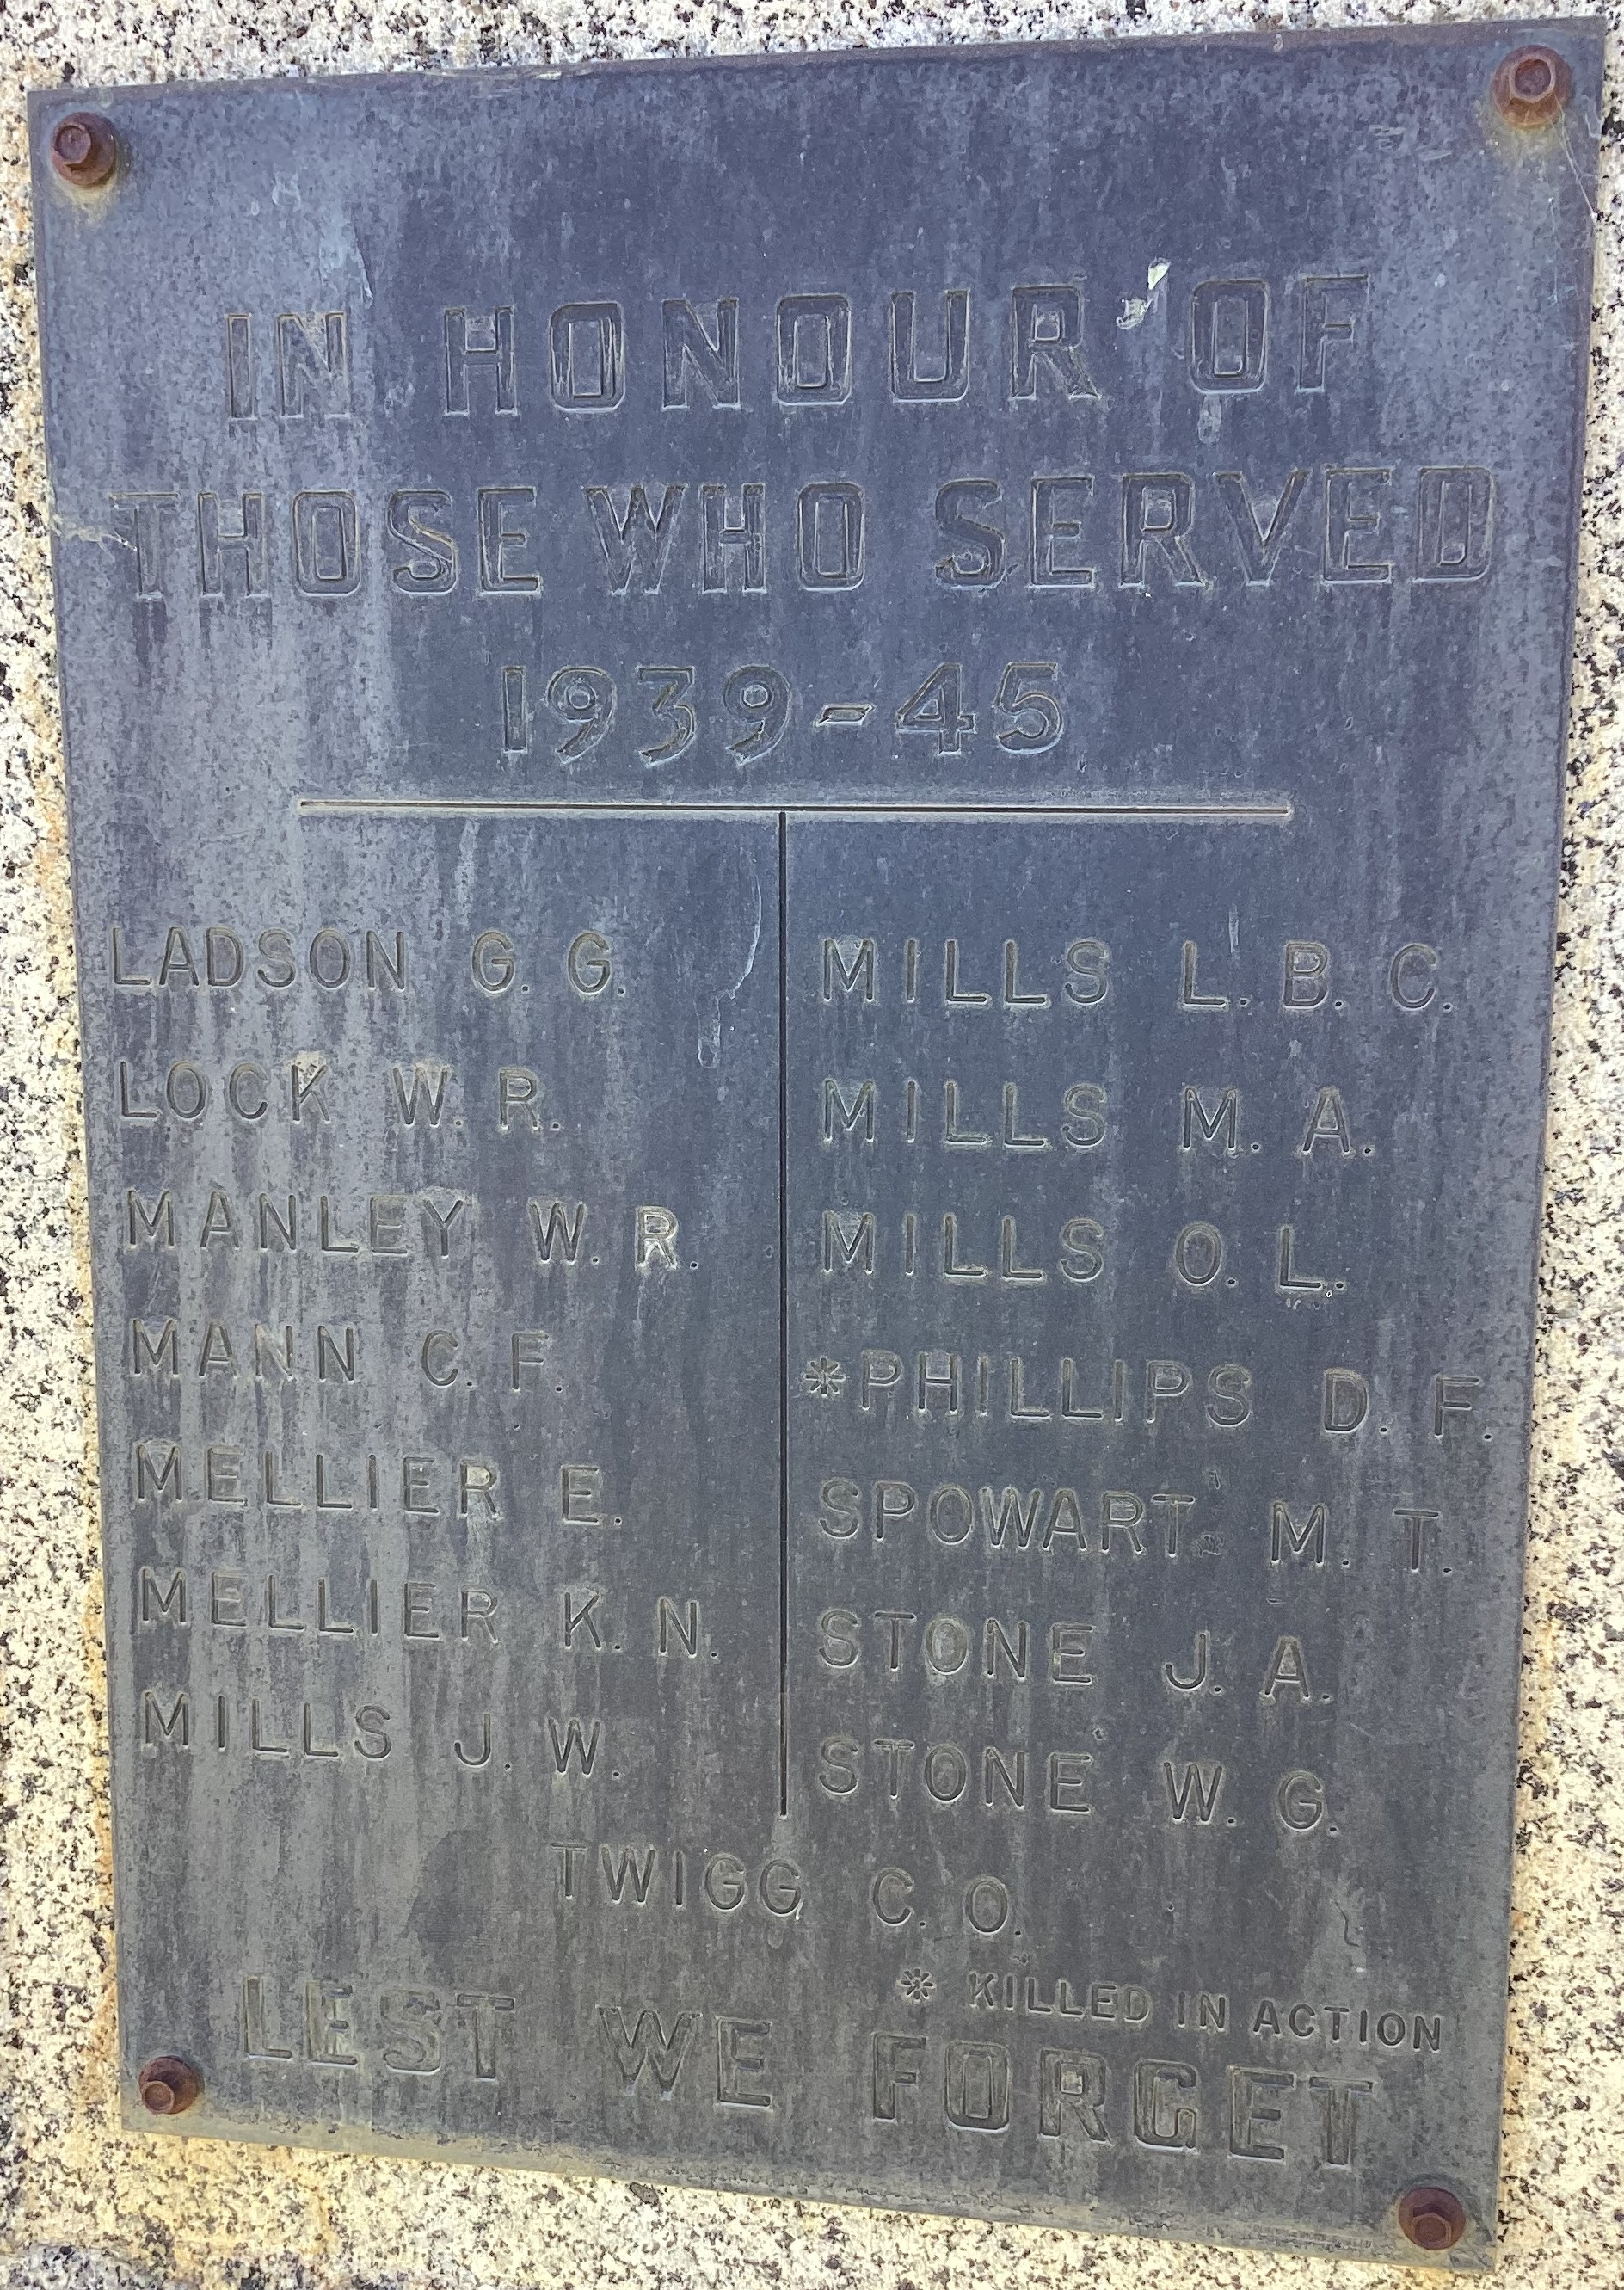 IN HONOUR OF
THOSE WHO SERVED
1939-45
LADSON G. G.
LOCK W. R.
MANLEY W. R.
MANN C. F.
MELLIER E.
MELLIER K. N.
MILLS J. W.
MILLS L. B. C.
MILLS M. A.
MILLS O. L.
*PHILLIPS D. F.
SPOWART M. T.
STONE J. A.
STONE W. G.
TWIGG C. O.
* KILLED IN ACTION
LEST WE FORGET